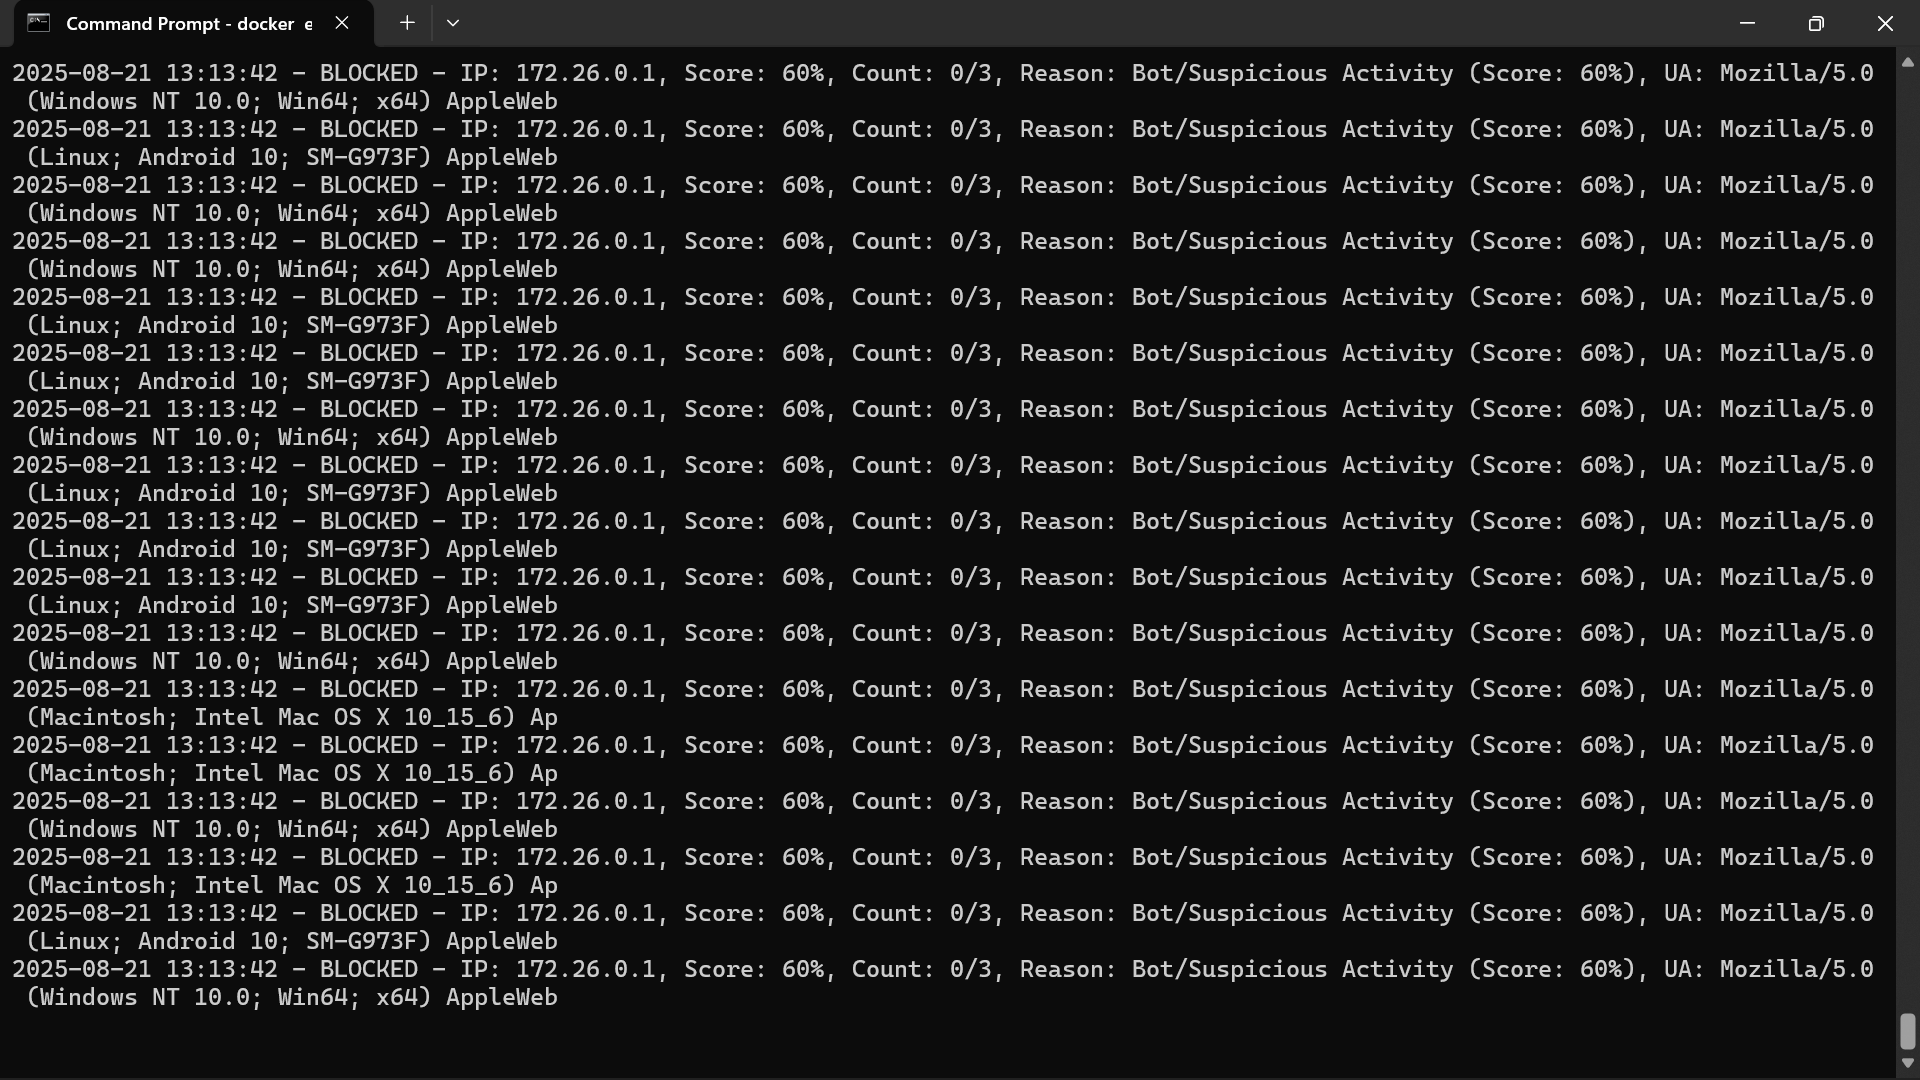 Command Prompt - docker e
2025-08-21 13:13:42 - BLOCKED - IP: 172.26.0.1, Score: 60%, Count: 0/3, Reason: Bot/Suspicious Activity (Score: 60%), UA: Mozilla/5.0
(Windows NT 10.0; Win64; x64) AppleWeb
2025-08-21 13:13:42 - BLOCKED - IP: 172.26.0.1, Score: 60%, Count: 0/3, Reason: Bot/Suspicious Activity (Score: 60%), UA: Mozilla/5.0
(Linux; Android 10; SM-G973F) AppleWeb
2025-08-21 13:13:42 - BLOCKED - IP: 172.26.0.1, Score: 60%, Count: 0/3, Reason: Bot/Suspicious Activity (Score: 60%), UA: Mozilla/5.0
(Windows NT 10.0; Win64; x64) AppleWeb
2025-08-21 13:13:42 - BLOCKED - IP: 172.26.0.1, Score: 60%, Count: 0/3, Reason: Bot/Suspicious Activity (Score: 60%), UA: Mozilla/5.0
(Windows NT 10.0; Win64; x64) AppleWeb
2025-08-21 13:13:42 - BLOCKED - IP: 172.26.0.1, Score: 60%, Count: 0/3, Reason: Bot/Suspicious Activity (Score: 60%), UA: Mozilla/5.0
(Linux; Android 10; SM-G973F) AppleWeb
2025-08-21 13:13:42 - BLOCKED - IP: 172.26.0.1, Score: 60%, Count: 0/3, Reason: Bot/Suspicious Activity (Score: 60%), UA: Mozilla/5.0
(Linux; Android 10; SM-G973F) AppleWeb
2025-08-21 13:13:42 - BLOCKED - IP: 172.26.0.1, Score: 60%, Count: 0/3, Reason: Bot/Suspicious Activity (Score: 60%), UA: Mozilla/5.0
(Windows NT 10.0; Win64; x64) AppleWeb
2025-08-21 13:13:42 - BLOCKED - IP: 172.26.0.1, Score: 60%, Count: 0/3, Reason: Bot/Suspicious Activity (Score: 60%), UA: Mozilla/5.0
(Linux; Android 10; SM-G973F) AppleWeb
2025-08-21 13:13:42 - BLOCKED - IP: 172.26.0.1, Score: 60%, Count: 0/3, Reason: Bot/Suspicious Activity (Score: 60%), UA: Mozilla/5.0
(Linux; Android 10; SM-G973F) AppleWeb
2025-08-21 13:13:42 - BLOCKED - IP: 172.26.0.1, Score: 60%, Count: 0/3, Reason: Bot/Suspicious Activity (Score: 60%), UA: Mozilla/5.0
(Linux; Android 10; SM-G973F) AppleWeb
2025-08-21 13:13:42 - BLOCKED - IP: 172.26.0.1, Score: 60%, Count: 0/3, Reason: Bot/Suspicious Activity (Score: 60%), UA: Mozilla/5.0
(Windows NT 10.0; Win64; x64) AppleWeb
2025-08-21 13:13:42 - BLOCKED - IP: 172.26.0.1, Score: 60%, Count: 0/3, Reason: Bot/Suspicious Activity (Score: 60%), UA: Mozilla/5.0
(Macintosh; Intel Mac OS X 10_15_6) Ap
2025-08-21 13:13:42 - BLOCKED - IP: 172.26.0.1, Score: 60%, Count: 0/3, Reason: Bot/Suspicious Activity (Score: 60%), UA: Mozilla/5.0
(Macintosh; Intel Mac OS X 10_15_6) Ap
2025-08-21 13:13:42 - BLOCKED - IP: 172.26.0.1, Score: 60%, Count: 0/3, Reason: Bot/Suspicious Activity (Score: 60%), UA: Mozilla/5.0
(Windows NT 10.0; Win64; x64) AppleWeb
2025-08-21 13:13:42 - BLOCKED - IP: 172.26.0.1, Score: 60%, Count: 0/3, Reason: Bot/Suspicious Activity (Score: 60%), UA: Mozilla/5.0
(Macintosh; Intel Mac OS X 10_15_6) Ap
2025-08-21 13:13:42 - BLOCKED - IP: 172.26.0.1, Score: 60%, Count: 0/3, Reason: Bot/Suspicious Activity (Score: 60%), UA: Mozilla/5.0
(Linux; Android 10; SM-G973F) AppleWeb
2025-08-21 13:13:42 - BLOCKED - IP: 172.26.0.1, Score: 60%, Count: 0/3, Reason: Bot/Suspicious Activity (Score: 60%), UA: Mozilla/5.0
(Windows NT 10.0; Win64; x64) AppleWeb